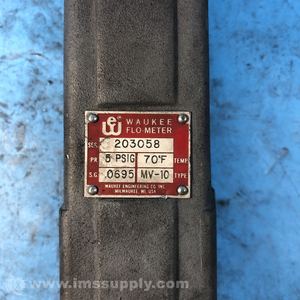 WAUKEE
FLO-METER
SER. 203058
PR 5 PSIG 70°F TEMP
S.G. .0695 MV-10 TYPE
WAUKEE ENGINEERING CO. INC.
MILWAUKEE, WI, USA
© www.imssupply.com